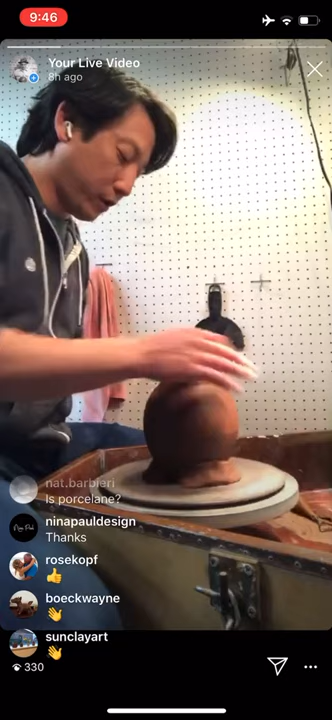 9:46
Your Live Video
8h ago
nat.barbieri
Is porcelane?
ninapauldesign
Thanks
rosekopf
👍
boeckwayne
👋
sunclayart
👋
330